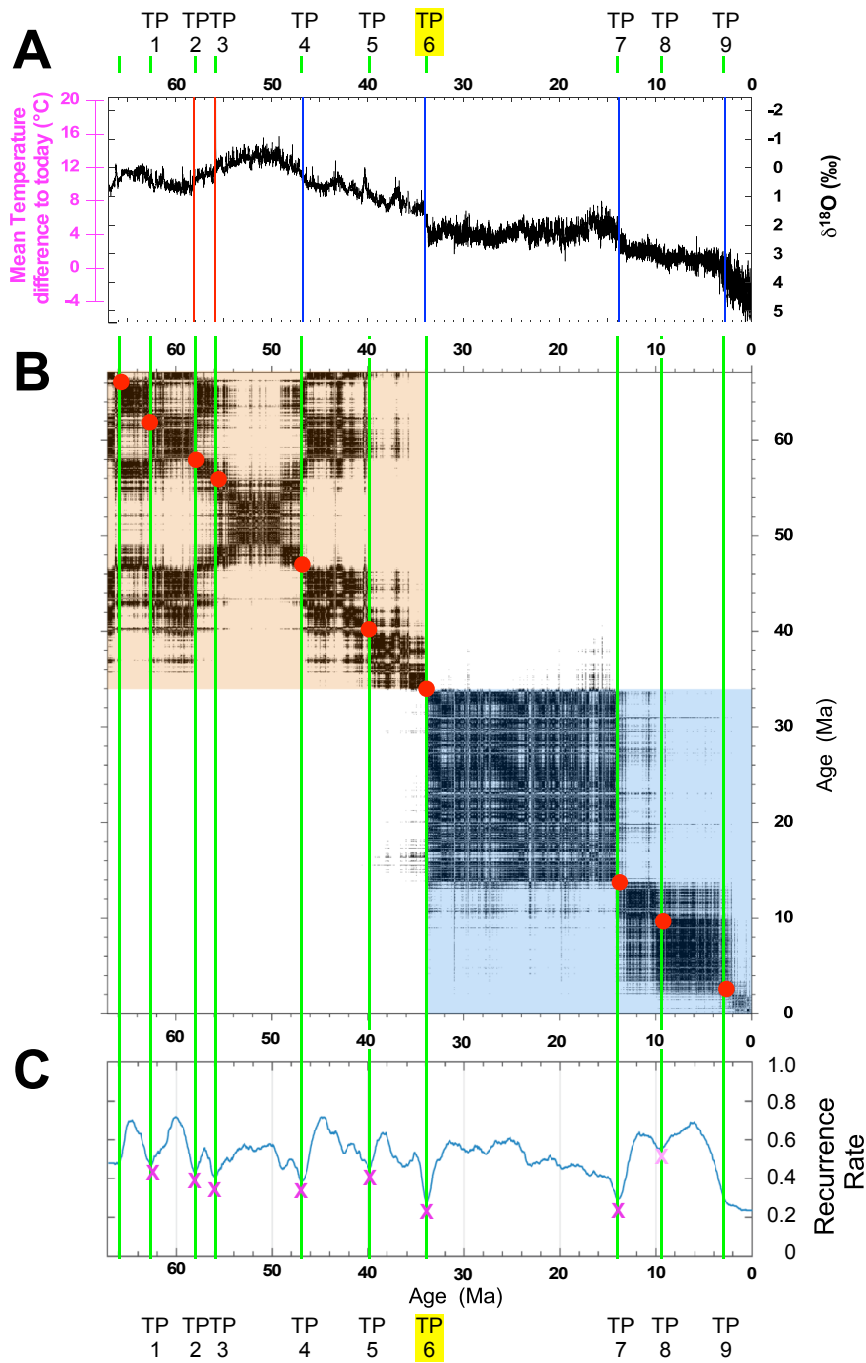 TP TP TP TP TP TP TP TP TP
1 2 3 4 5 6 7 8 9
A
60 50 40 30 20 10 0
Mean Temperature
difference to today (°C)
20
16
12
8
4
0
-4
-2
-1
0
1
2
3
4
5
δ18O (‰)
60 50 40 30 20 10 0
B
60
50
40
30
20
10
0
Age (Ma)
60 50 40 30 20 10 0
C
1.0
0.8
0.6
0.4
0.2
0
Recurrence
Rate
X X X X X X X X
60 50 40 30 20 10 0
Age (Ma)
TP TP TP TP TP TP TP TP TP
1 2 3 4 5 6 7 8 9